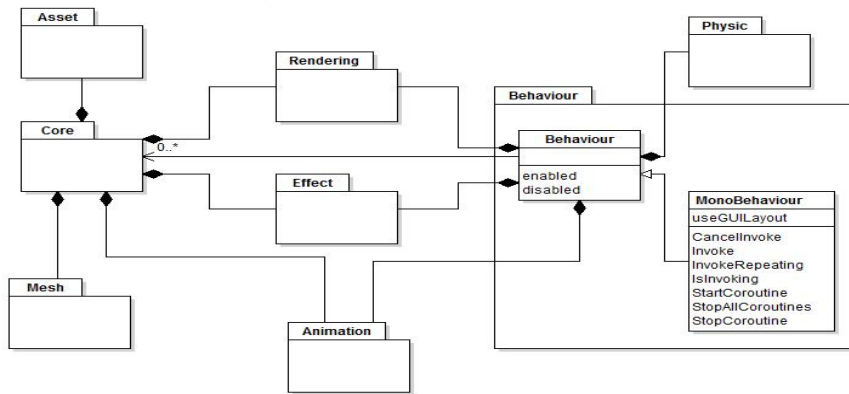 Asset
Core
Mesh
Rendering
0..*
Effect
Animation
Behaviour
Behaviour
enabled
disabled
Physic
MonoBehaviour
useGUILayout
CancelInvoke
Invoke
InvokeRepeating
IsInvoking
StartCoroutine
StopAllCoroutines
StopCoroutine